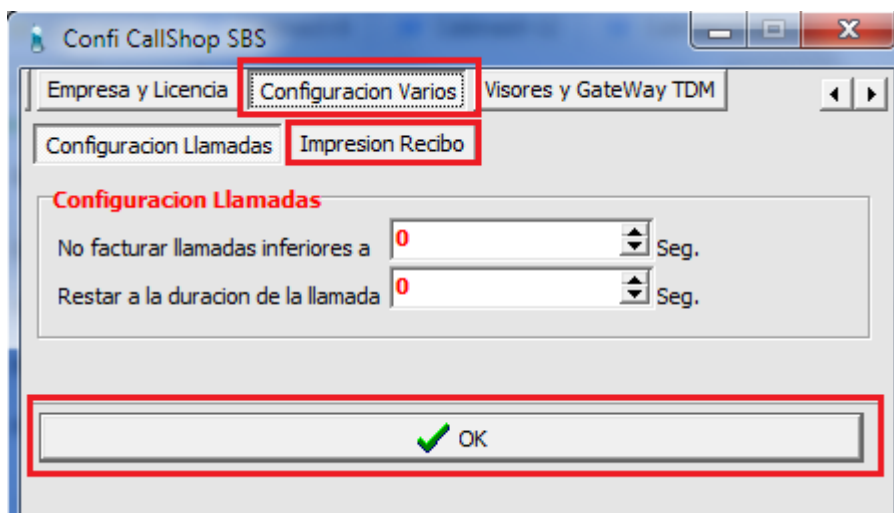 Confi CallShop SBS
Empresa y Licencia Configuracion Varios Visores y GateWay TDM
Configuracion Llamadas Impresion Recibo
Configuracion Llamadas
No facturar llamadas inferiores a 0 Seg.
Restar a la duracion de la llamada 0 Seg.
OK